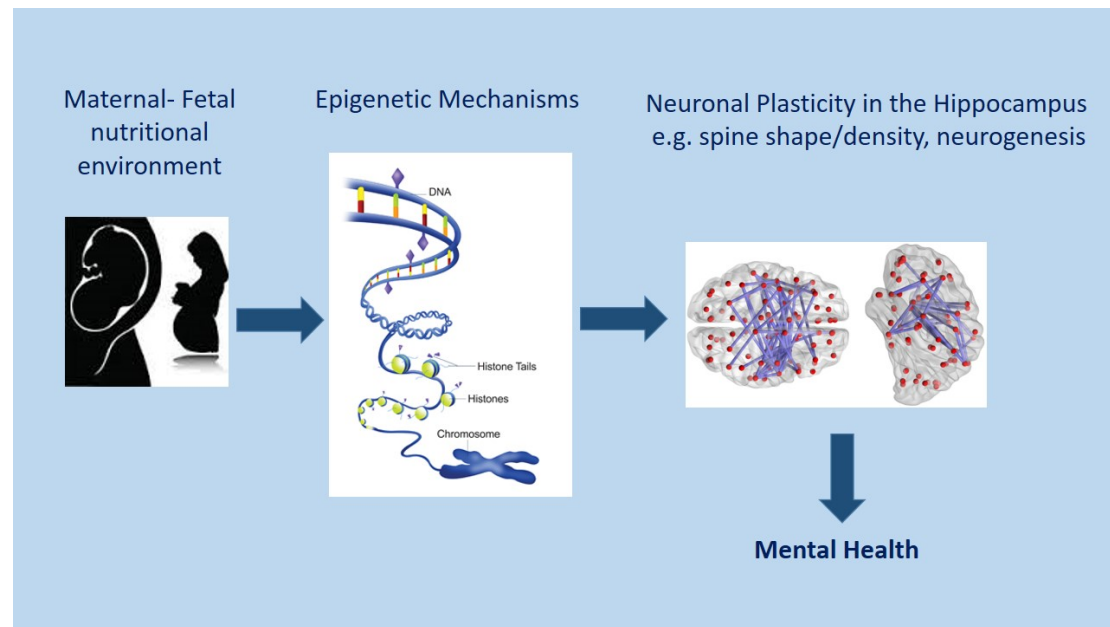 Maternal- Fetal
nutritional
environment
Epigenetic Mechanisms
DNA
Histone Tails
Histones
Chromosome
Neuronal Plasticity in the Hippocampus
e.g. spine shape/density, neurogenesis
Mental Health